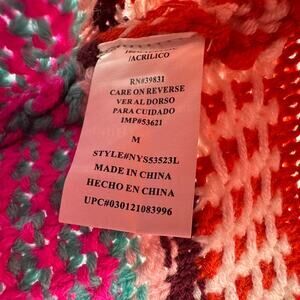 /ACRILICO
RN#39831
CARE ON REVERSE
VER AL DORSO
PARA CUIDADO
IMP#53621
M
STYLE#NYS53523L
MADE IN CHINA
HECHO EN CHINA
UPC#030121083996